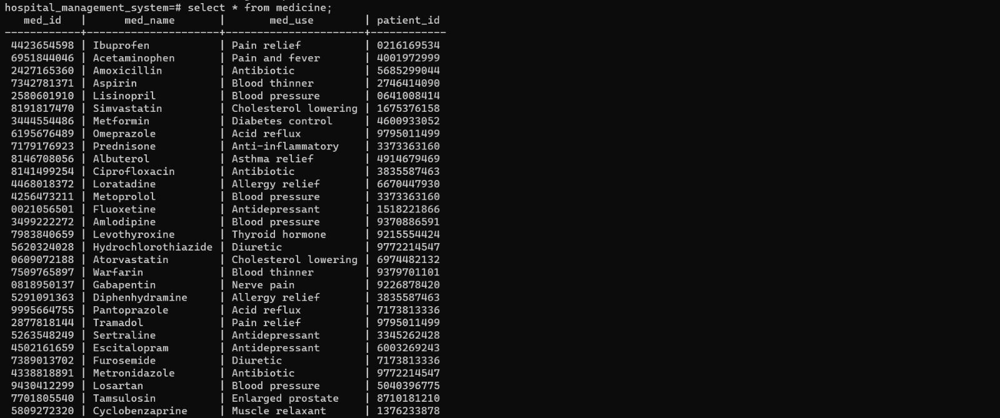 hospital_management_system=# select * from medicine;
   med_id   |      med_name       |       med_use        | patient_id
------------+---------------------+----------------------+------------
 4423654598 | Ibuprofen           | Pain relief          | 0216169534
 6951844046 | Acetaminophen       | Pain and fever       | 4001972999
 2427165360 | Amoxicillin         | Antibiotic           | 5685299044
 7342781371 | Aspirin             | Blood thinner        | 2746414090
 2580601910 | Lisinopril          | Blood pressure       | 0641008414
 8191817470 | Simvastatin         | Cholesterol lowering | 1675376158
 3444554486 | Metformin           | Diabetes control     | 4600933052
 6195676489 | Omeprazole          | Acid reflux          | 9795011499
 7179176923 | Prednisone          | Anti-inflammatory    | 3373363160
 8146708056 | Albuterol           | Asthma relief        | 4914679469
 8141499254 | Ciprofloxacin       | Antibiotic           | 3835587463
 4468018372 | Loratadine          | Allergy relief       | 6670447930
 4256473211 | Metoprolol          | Blood pressure       | 3373363160
 0021056501 | Fluoxetine          | Antidepressant       | 1518221866
 3499222272 | Amlodipine          | Blood pressure       | 9370886591
 7983840659 | Levothyroxine       | Thyroid hormone      | 9215554424
 5620324028 | Hydrochlorothiazide | Diuretic             | 9772214547
 0609072188 | Atorvastatin        | Cholesterol lowering | 6974482132
 7509765897 | Warfarin            | Blood thinner        | 9379701101
 0818950137 | Gabapentin          | Nerve pain           | 9226878420
 5291091363 | Diphenhydramine     | Allergy relief       | 3835587463
 9995664755 | Pantoprazole        | Acid reflux          | 7173813336
 2877818144 | Tramadol            | Pain relief          | 9795011499
 5263548249 | Sertraline          | Antidepressant       | 3345262428
 4502161659 | Escitalopram        | Antidepressant       | 6003269243
 7389013702 | Furosemide          | Diuretic             | 7173813336
 4338818891 | Metronidazole       | Antibiotic           | 9772214547
 9430412299 | Losartan            | Blood pressure       | 5040396775
 7701805540 | Tamsulosin          | Enlarged prostate    | 8710181210
 5809272320 | Cyclobenzaprine     | Muscle relaxant      | 1376233878